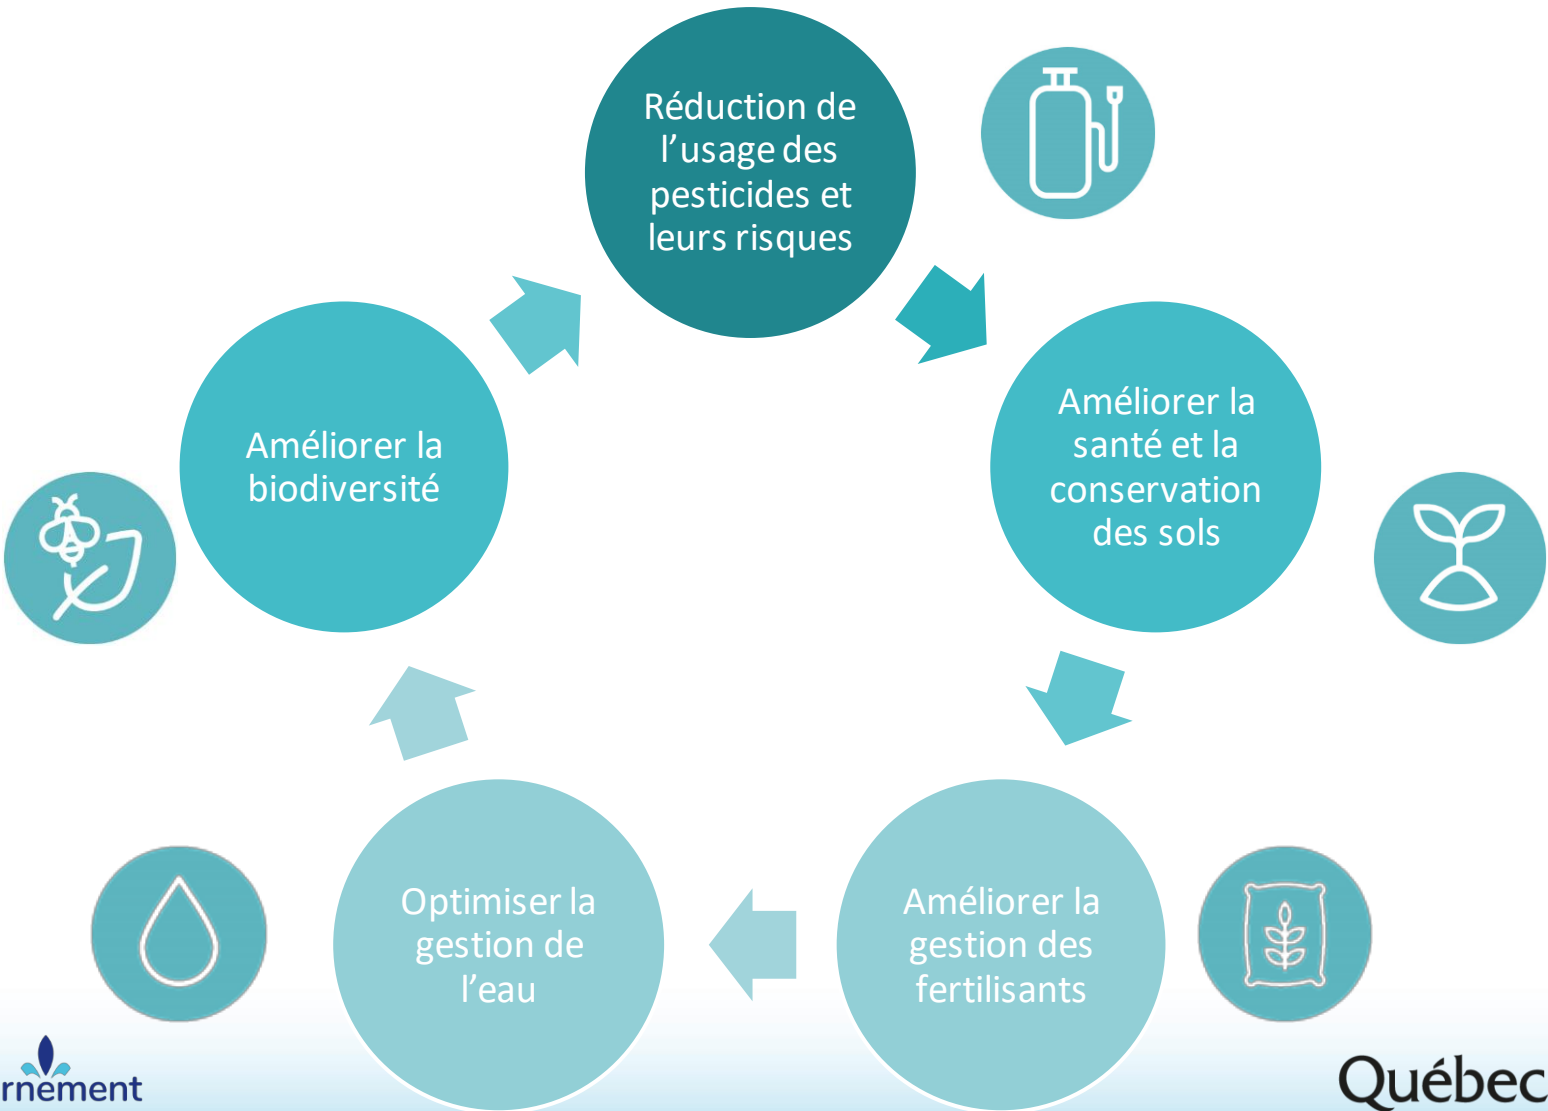 Réduction de
l'usage des
pesticides et
leurs risques
Améliorer la
santé et la
conservation
des sols
Améliorer la
gestion des
fertilisants
Optimiser la
gestion de
l'eau
Améliorer la
biodiversité
rnement
Québec